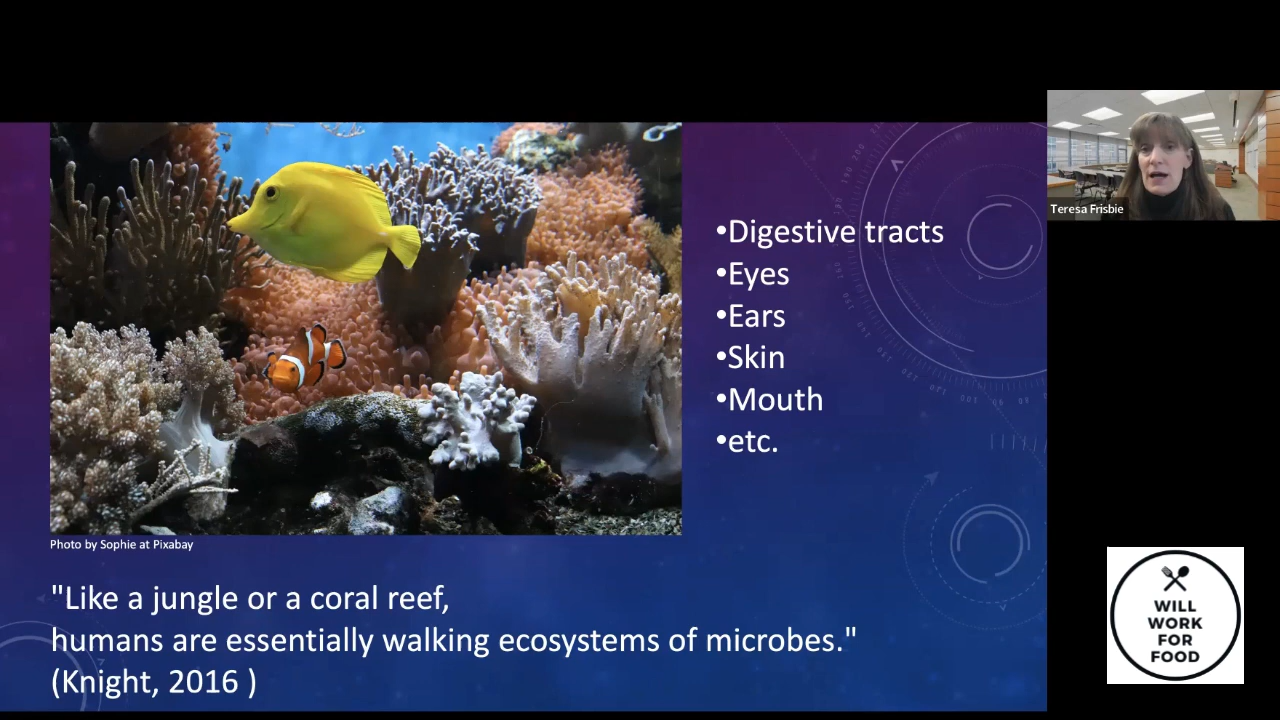 Teresa Frisbie
•Digestive tracts
•Eyes
•Ears
•Skin
•Mouth
•etc.
Photo by Sophie at Pixabay
"Like a jungle or a coral reef,
humans are essentially walking ecosystems of microbes."
(Knight, 2016 )
WILL
WORK
FOR
FOOD